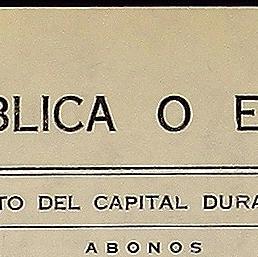 BLICA O E
TO DEL CAPITAL DURA
ABONOS